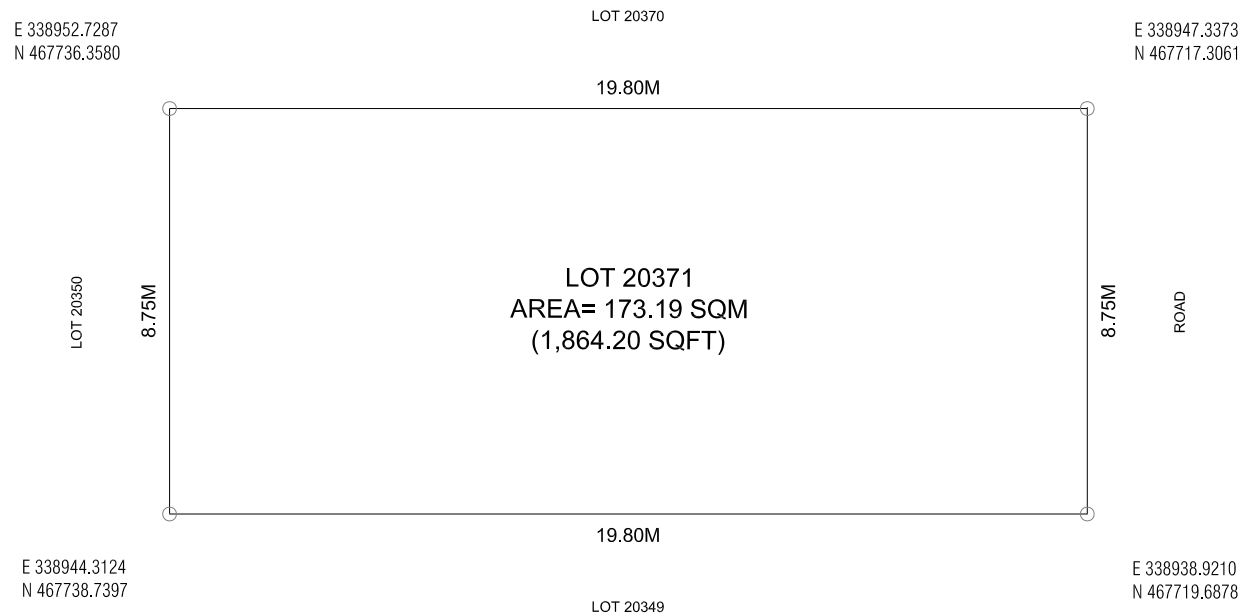 LOT 20370
E 338952.7287
N 467736.3580
E 338947.3373
N 467717.3061
19.80M
LOT 20350
8.75M
LOT 20371
AREA= 173.19 SQM
(1,864.20 SQFT)
8.75M
ROAD
19.80M
E 338944.3124
N 467738.7397
E 338938.9210
N 467719.6878
LOT 20349